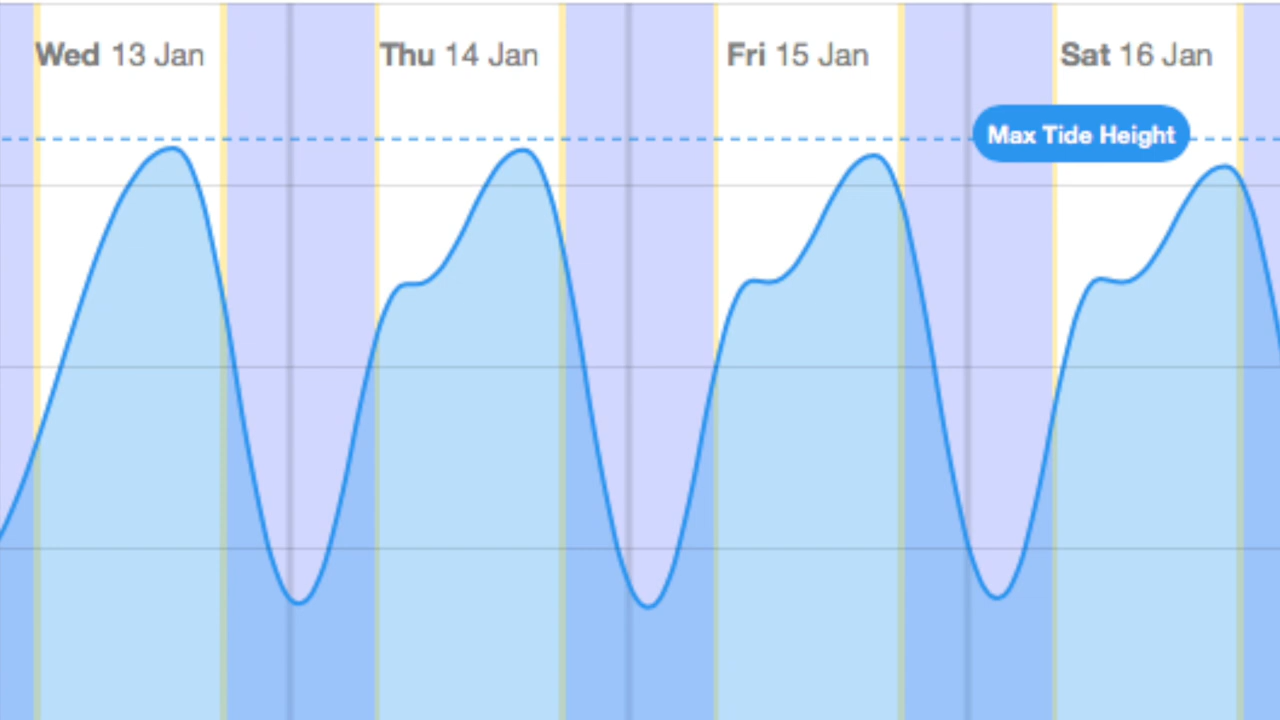 Wed 13 Jan
Thu 14 Jan
Fri 15 Jan
Sat 16 Jan
Max Tide Height